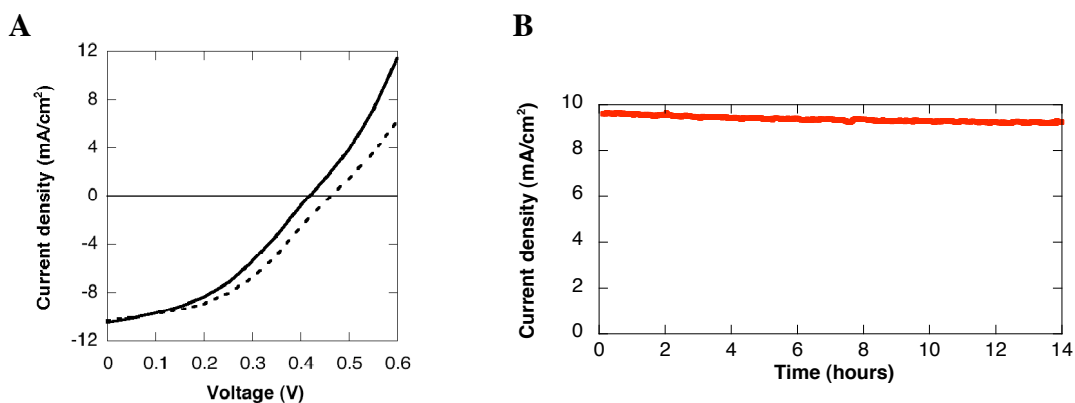 A
Current density (mA/cm²)
12
8
4
0
-4
-8
-12
0 0.1 0.2 0.3 0.4 0.5 0.6
Voltage (V)
B
Current density (mA/cm²)
10
8
6
4
2
0
0 2 4 6 8 10 12 14
Time (hours)